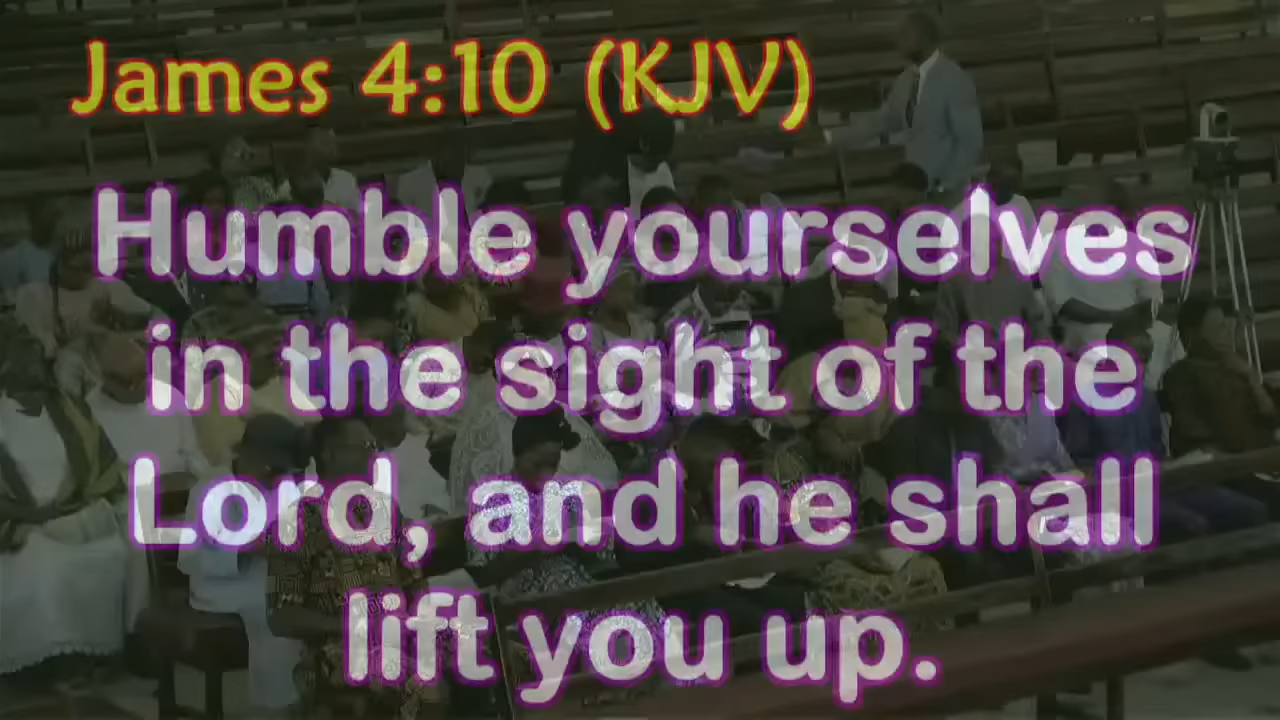 James 4:10 (KJV)
Humble yourselves
in the sight of the
Lord, and he shall
lift you up.